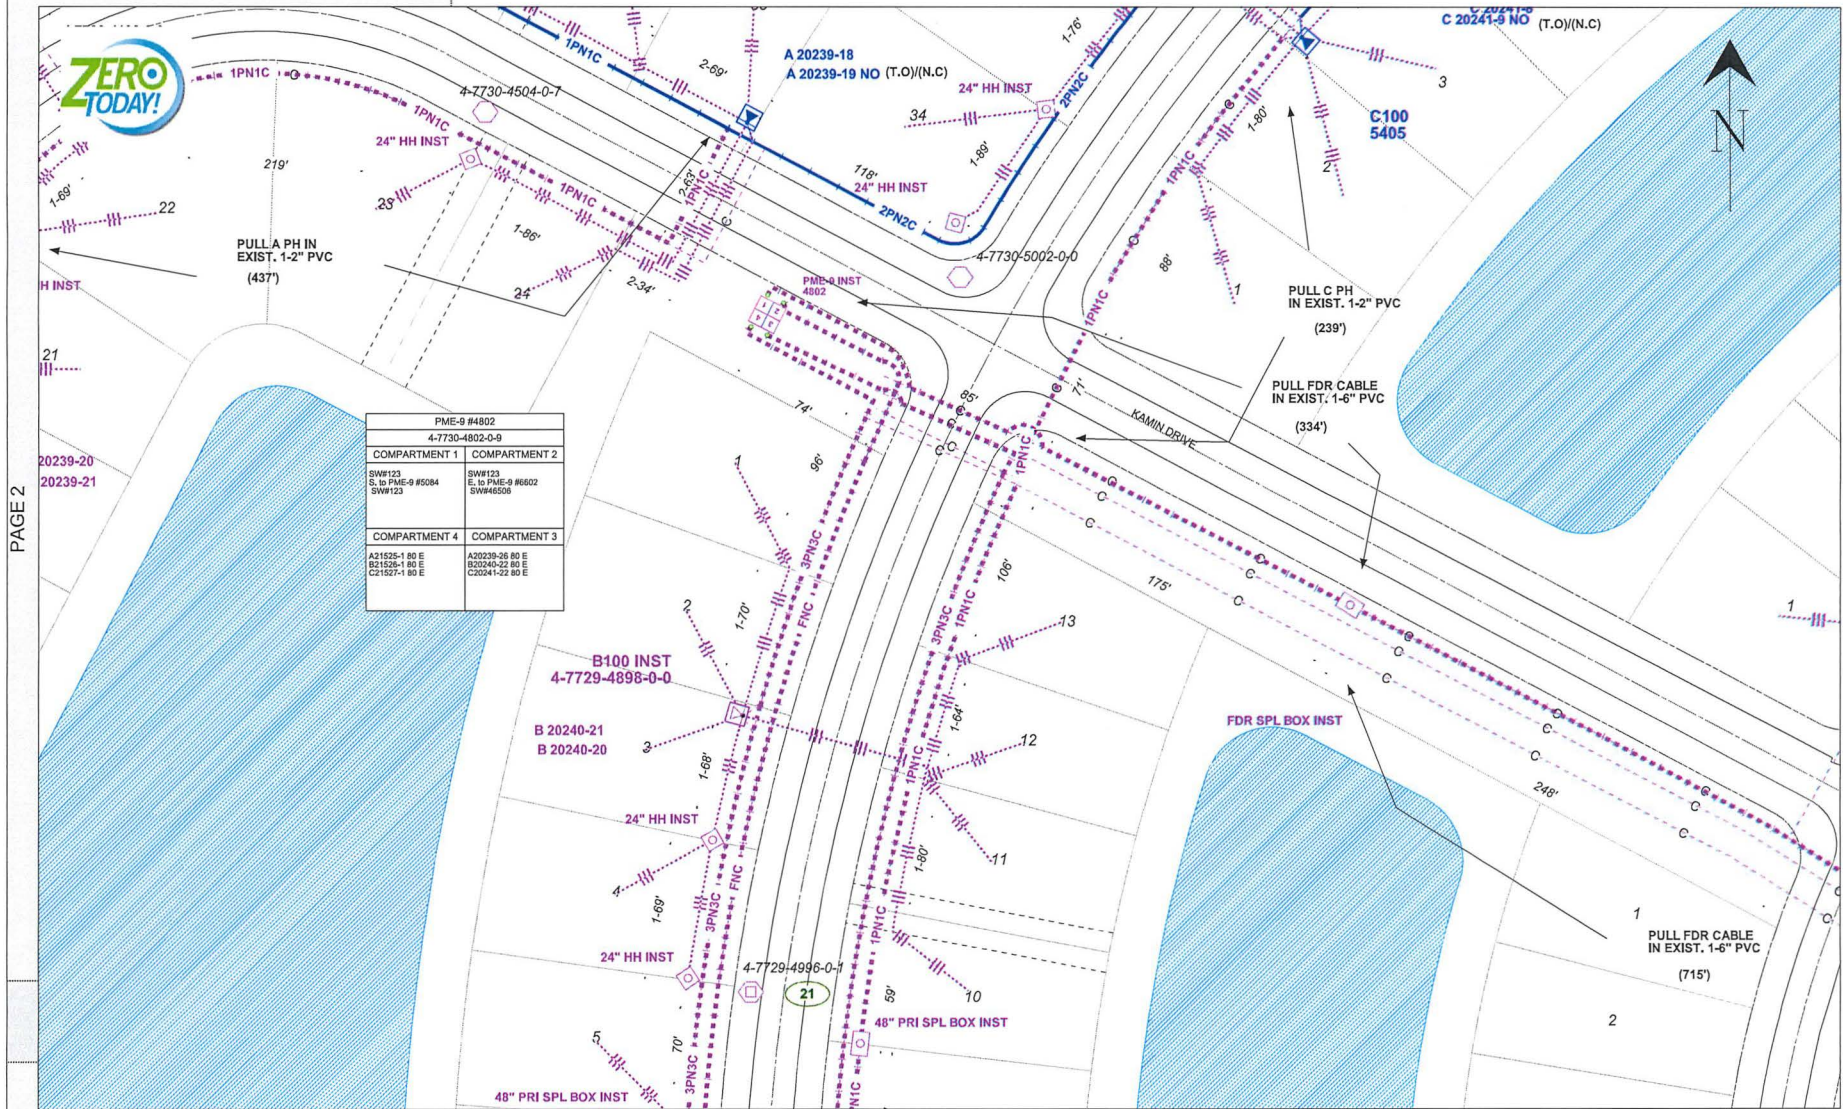 C 20241-9 NO (T.O)/(N.C)
ZERO
TODAY!
1PN1C
1PN1C
1PN1C
4-7730-4504-0-7
24" HH INST
219'
1-69'
22
23
1PN1C
1-86'
24
2-34'
1PN1C
2-63'
2-69'
A 20239-18
A 20239-19 NO (T.O)/(N.C)
24" HH INST
34
1-76'
2PN2C
1-89'
118'
24" HH INST
2PN2C
4-7730-5002-0-0
3
C100
5405
2
1-80'
1PN1C
1
88'
1PN1C
N
PULL A PH IN
EXIST. 1-2" PVC
(437')
H INST
21
20239-20
20239-21
PME-9 INST
4802
1
2
3
4
PULL C PH
IN EXIST. 1-2" PVC
(239')
PULL FDR CABLE
IN EXIST. 1-6" PVC
(334')
KAMIN DRIVE
71'
85'
74'
96'
PME-9 #4802
4-7730-4802-0-9
COMPARTMENT 1
COMPARTMENT 2
SW#123
S. to PME-9 #5084
SW#123
SW#123
E. to PME-9 #6602
SW#46506
COMPARTMENT 4
COMPARTMENT 3
A21525-1 80 E
B21526-1 80 E
C21527-1 80 E
A20239-26 80 E
B20240-22 80 E
C20241-22 80 E
PAGE 2
1
1PN1C
3PN3C
FNC
106'
175'
1
2
1-70'
3PN3C
1PN1C
13
B100 INST
4-7729-4898-0-0
B 20240-21
B 20240-20
3
1-64'
12
FDR SPL BOX INST
1-68'
1PN1C
248'
24" HH INST
4
1-80'
11
FNC
3PN3C
1-69'
1PN1C
1
PULL FDR CABLE
IN EXIST. 1-6" PVC
(715')
24" HH INST
4-7729-4996-0-1
21
59'
10
48" PRI SPL BOX INST
2
5
70'
3PN3C
48" PRI SPL BOX INST